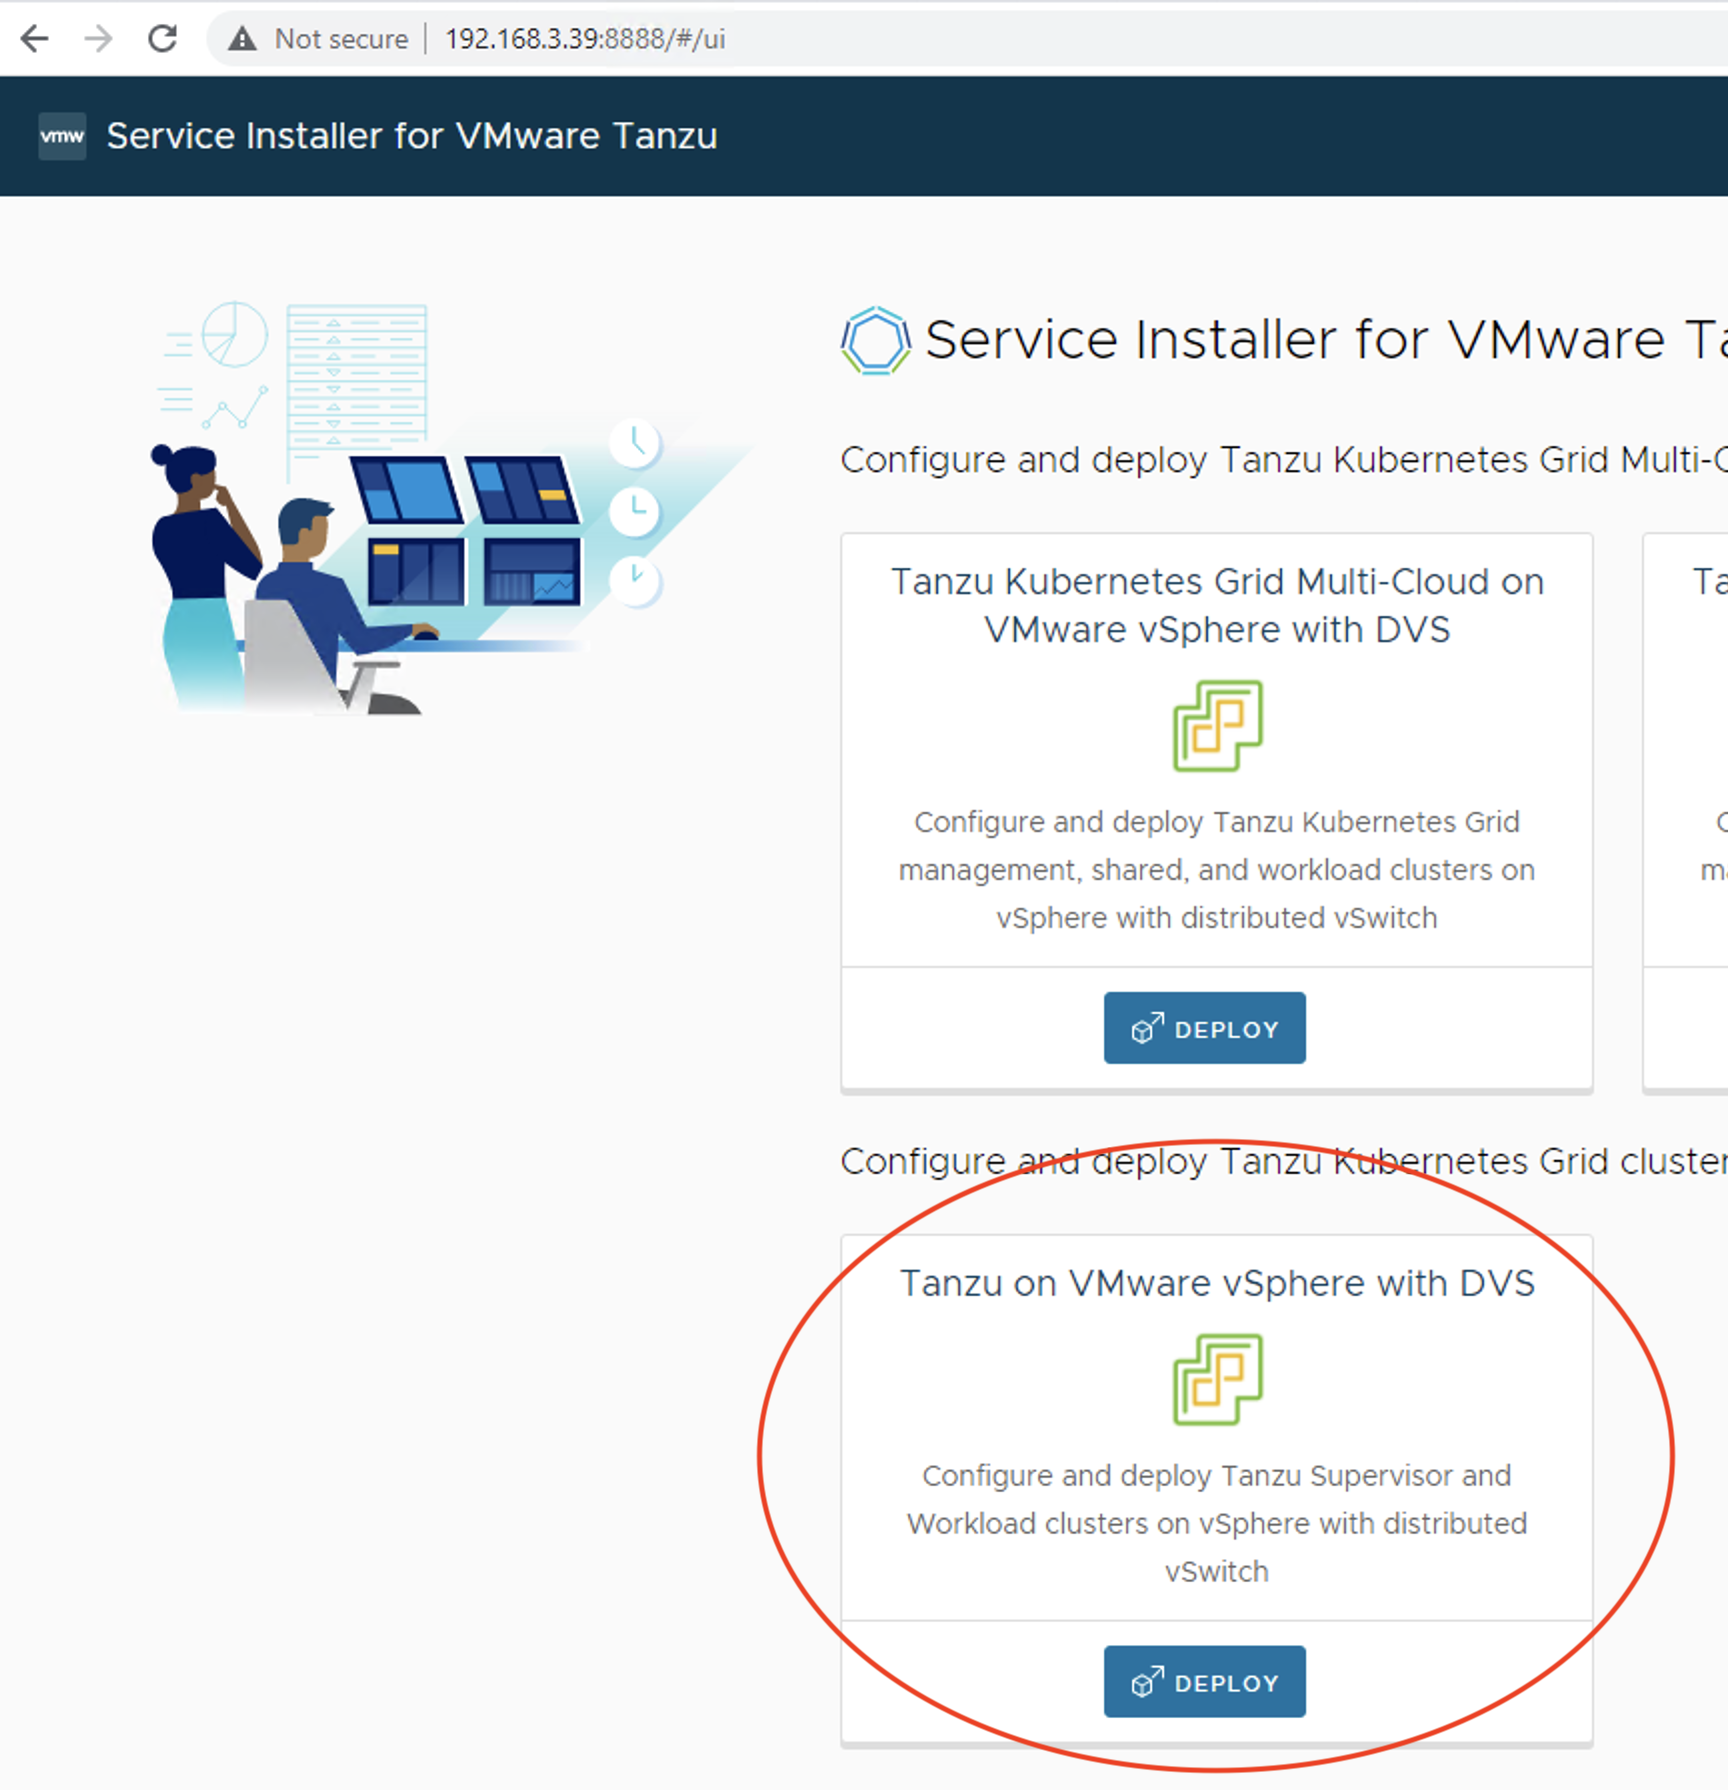 Not secure | 192.168.3.39:8888/#/ui
vmw Service Installer for VMware Tanzu
Service Installer for VMware
Configure and deploy Tanzu Kubernetes Grid
Tanzu Kubernetes Grid Multi-Cloud on
VMware vSphere with DVS
Configure and deploy Tanzu Kubernetes Grid
management, shared, and workload clusters on
vSphere with distributed vSwitch
DEPLOY
Configure and deploy Tanzu Kubernetes Grid
Tanzu on VMware vSphere with DVS
Configure and deploy Tanzu Supervisor and
Workload clusters on vSphere with distributed
vSwitch
DEPLOY